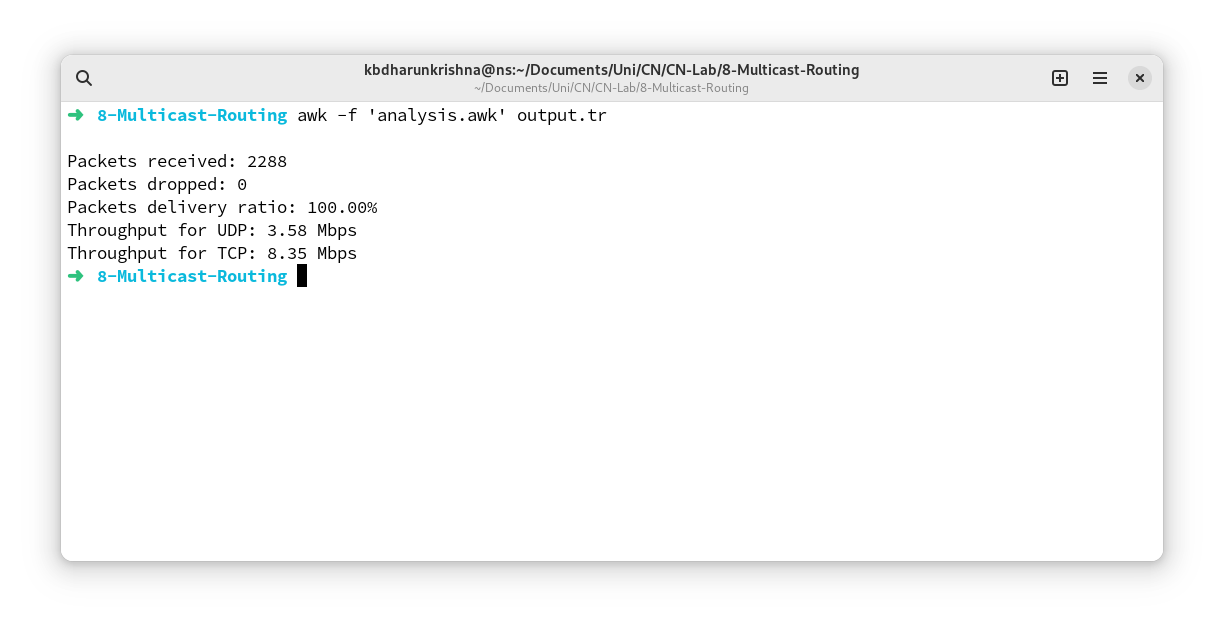 kbdharunkrishna@ns:~/Documents/Uni/CN/CN-Lab/8-Multicast-Routing
~/Documents/Uni/CN/CN-Lab/8-Multicast-Routing
➜ 8-Multicast-Routing awk -f 'analysis.awk' output.tr
Packets received: 2288
Packets dropped: 0
Packets delivery ratio: 100.00%
Throughput for UDP: 3.58 Mbps
Throughput for TCP: 8.35 Mbps
➜ 8-Multicast-Routing